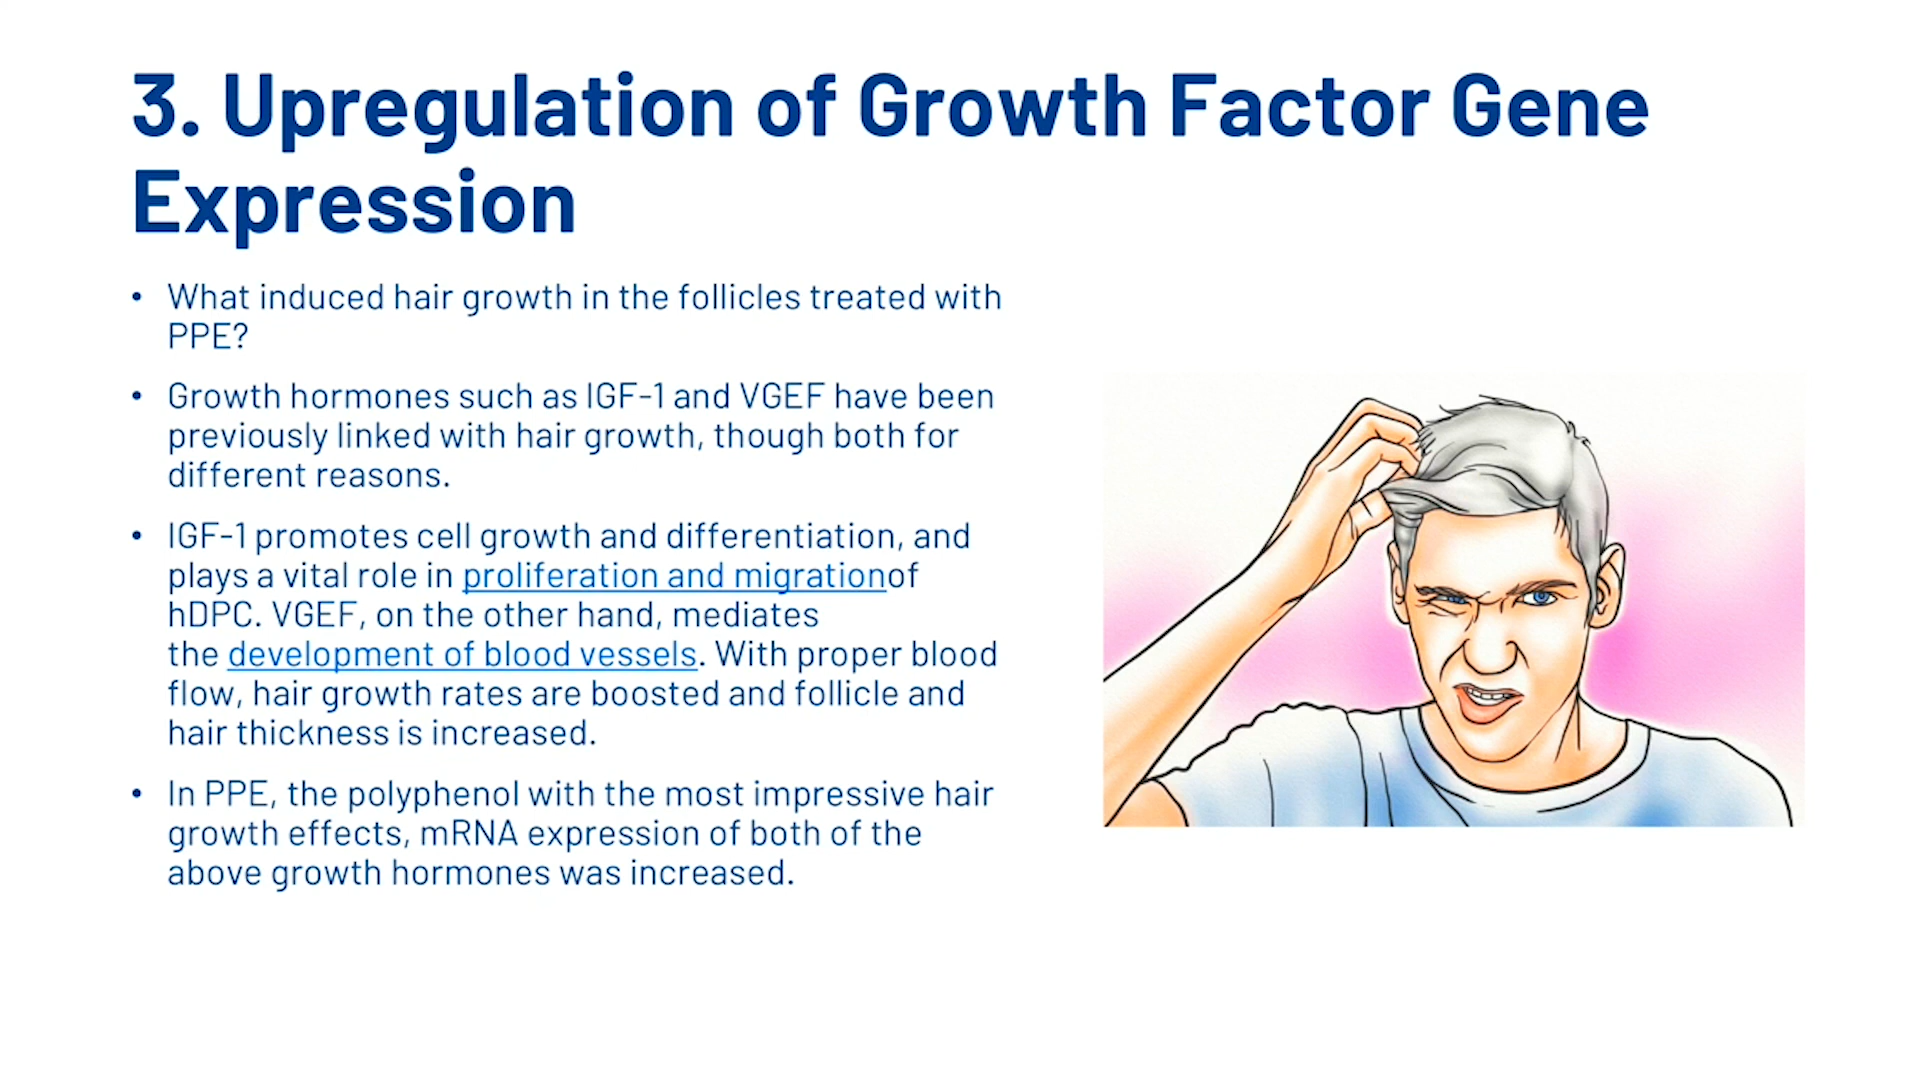 3. Upregulation of Growth Factor Gene
Expression
• What induced hair growth in the follicles treated with
PPE?
• Growth hormones such as IGF-1 and VGEF have been
previously linked with hair growth, though both for
different reasons.
• IGF-1 promotes cell growth and differentiation, and
plays a vital role in proliferation and migrationof
hDPC. VGEF, on the other hand, mediates
the development of blood vessels. With proper blood
flow, hair growth rates are boosted and follicle and
hair thickness is increased.
• In PPE, the polyphenol with the most impressive hair
growth effects, mRNA expression of both of the
above growth hormones was increased.